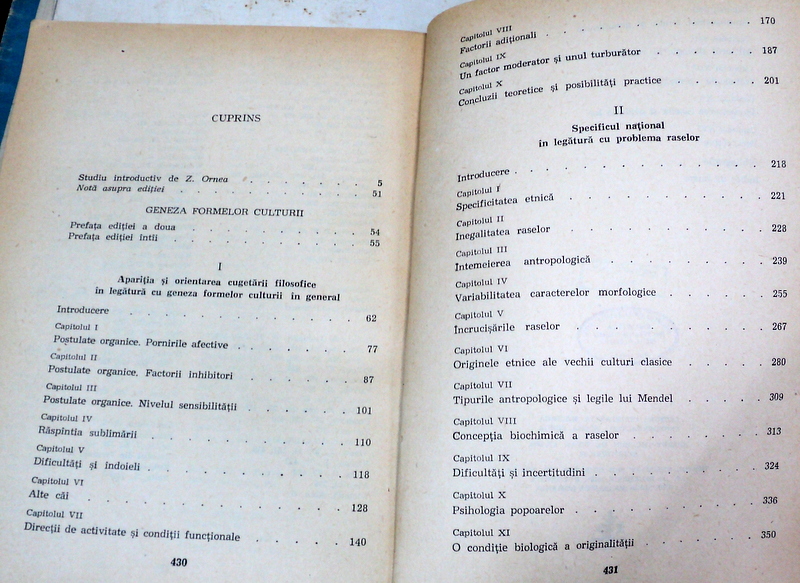 CUPRINS
Studiu introductiv de Z. Ornea . . . . . . . 5
Notă asupra ediției . . . . . . . . . 51
GENEZA FORMELOR CULTURII
Prefața ediției a doua . . . . . . . . . 54
Prefața ediției întîi . . . . . . . . . 55
I
Apariția și orientarea cugetării filosofice
în legătură cu geneza formelor culturii în general
Introducere . . . . . . . . . 62
Capitolul I
Postulate organice. Pornirile afective . . . . . . 77
Capitolul II
Postulate organice. Factorii inhibitori . . . . . . 87
Capitolul III
Postulate organice. Nivelul sensibilității . . . . . . 101
Capitolul IV
Răspîntia sublimării . . . . . . . . 110
Capitolul V
Dificultăți și îndoieli . . . . . . . . 118
Capitolul VI
Alte căi . . . . . . . . . . 128
Capitolul VII
Direcții de activitate și condiții funcționale . . . . . 140
430
Capitolul VIII
Factorii adiționali . . . . . . . . . 170
Capitolul IX
Un factor moderator și unul turburător . . . . . . 187
Capitolul X
Concluzii teoretice și posibilități practice . . . . . 201
II
Specificul național
în legătură cu problema raselor
Introducere . . . . . . . . . . . 218
Capitolul I
Specificitatea etnică . . . . . . . . . 221
Capitolul II
Inegalitatea raselor . . . . . . . . . 228
Capitolul III
Întemeierea antropologică . . . . . . . . 239
Capitolul IV
Variabilitatea caracterelor morfologice . . . . . . 255
Capitolul V
Încrucișările raselor . . . . . . . . . 267
Capitolul VI
Originele etnice ale vechii culturi clasice . . . . . 280
Capitolul VII
Tipurile antropologice și legile lui Mendel . . . . . 309
Capitolul VIII
Concepția biochimică a raselor . . . . . . . 313
Capitolul IX
Dificultăți și incertitudini . . . . . . . . 324
Capitolul X
Psihologia popoarelor . . . . . . . . . 336
Capitolul XI
O condiție biologică a originalității . . . . . . 350
431